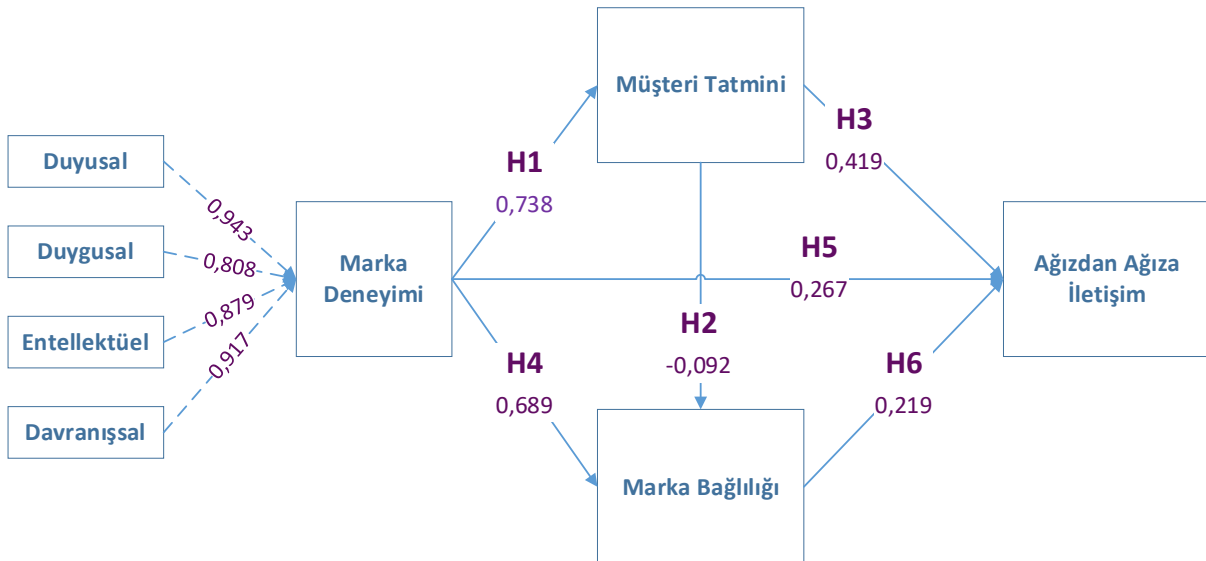 Duyusal
Duygusal
Entellektüel
Davranışsal
0,943
0,808
0,879
0,917
Marka
Deneyimi
H1
0,738
H4
0,689
Müşteri Tatmini
H2
-0,092
Marka Bağlılığı
H3
0,419
H5
0,267
H6
0,219
Ağızdan Ağıza
İletişim